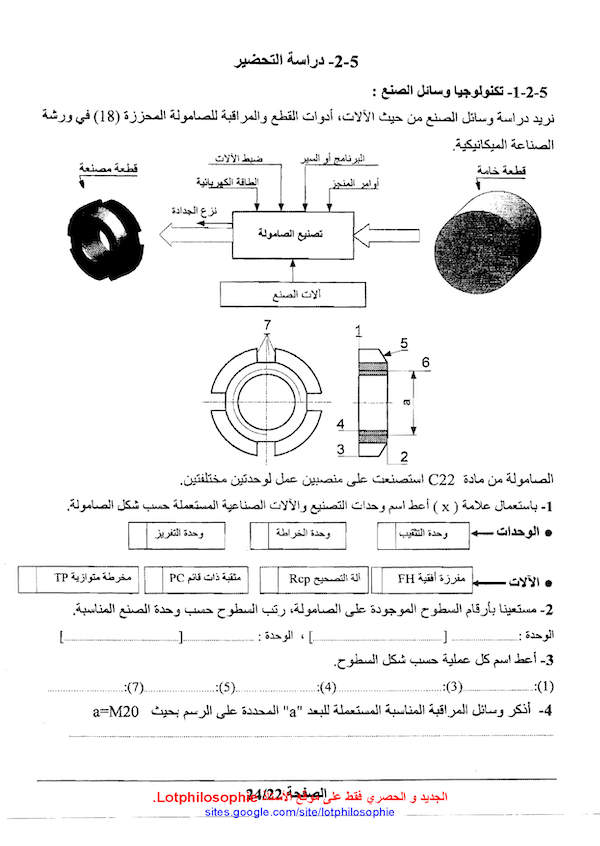 5-2- دراسة التحضير
5-2-1- تكنولوجيا وسائل الصنع :
نريد دراسة وسائل الصنع من حيث الآلات، أدوات القطع والمراقبة للصامولة المحززة (18) في ورشة
الصناعة الميكانيكية.
قطعة خامة
البرنامج أو السير
ضبط الآلات
قطعة مصنعة
أوامر المنجز
الطاقة الكهربائية
نزع الجدادة
تصنيع الصامولة
آلات الصنع
7
1
5
6
a
4
3
2
الصامولة من مادة C22 استصنعت على منصبين عمل لوحدتين مختلفتين.
1- باستعمال علامة ( x ) أعط اسم وحدات التصنيع والآلات الصناعية المستعملة حسب شكل الصامولة.
● الوحدات
وحدة التثقيب
وحدة الخراطة
وحدة التفريز
● الآلات
مفرزة أفقية FH
آلة التصحيح Rcp
مثقبة ذات قائم PC
مخرطة متوازية TP
2- مستعينا بأرقام السطوح الموجودة على الصامولة، رتب السطوح حسب وحدة الصنع المناسبة.
الوحدة :............... [..............................] ، الوحدة : ...............[..............................]
3- أعط اسم كل عملية حسب شكل السطوح.
(1):...............(3):...............(4):...............(5):...............(7):...............
4- أذكر وسائل المراقبة المناسبة المستعملة للبعد "a" المحددة على الرسم بحيث a=M20
الصفحة 24/22
الجديد و الحصري فقط على موقع الأستاذ Lotphilosophie.
sites.google.com/site/lotphilosophie